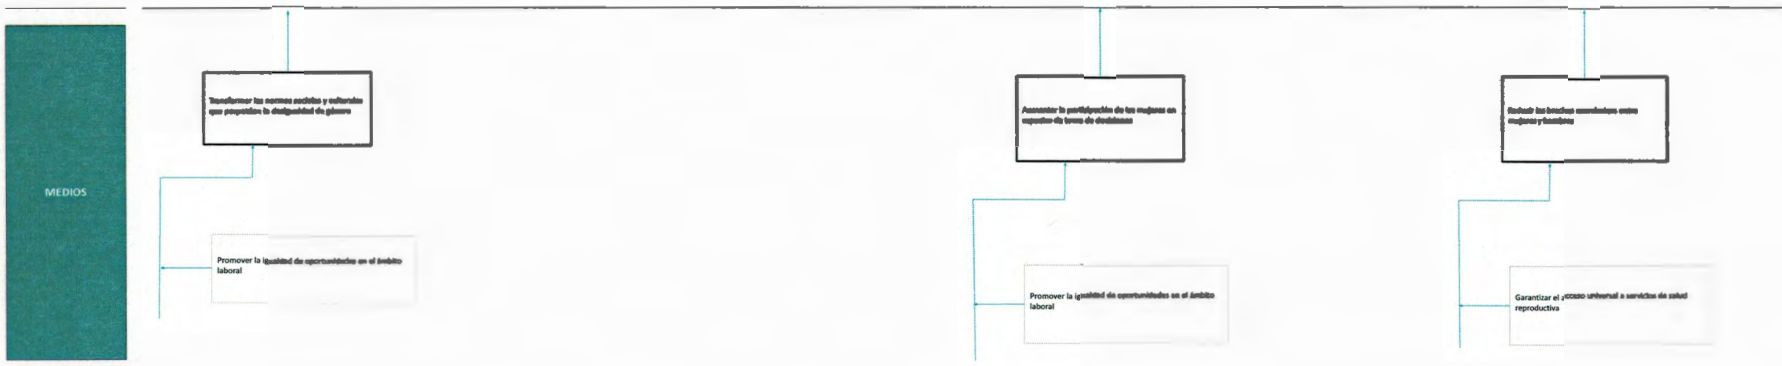 Transformar las normas sociales y culturales
que perpetúan la desigualdad de género
Aumentar la participación de las mujeres en
espacios de toma de decisiones
Reducir las brechas económicas entre
mujeres y hombres
MEDIOS
Promover la igualdad de oportunidades en el ámbito
laboral
Promover la igualdad de oportunidades en el ámbito
laboral
Garantizar el acceso universal a servicios de salud
reproductiva